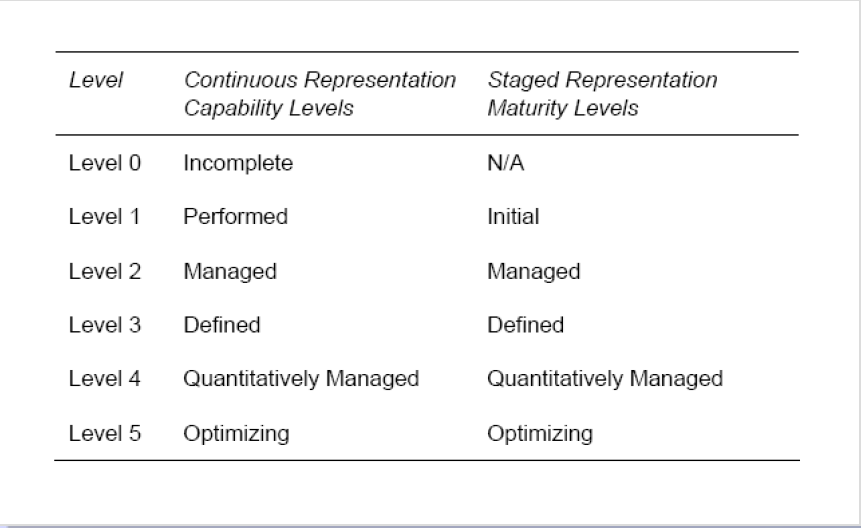 Level Continuous Representation Staged Representation
Capability Levels Maturity Levels
Level 0 Incomplete N/A
Level 1 Performed Initial
Level 2 Managed Managed
Level 3 Defined Defined
Level 4 Quantitatively Managed Quantitatively Managed
Level 5 Optimizing Optimizing